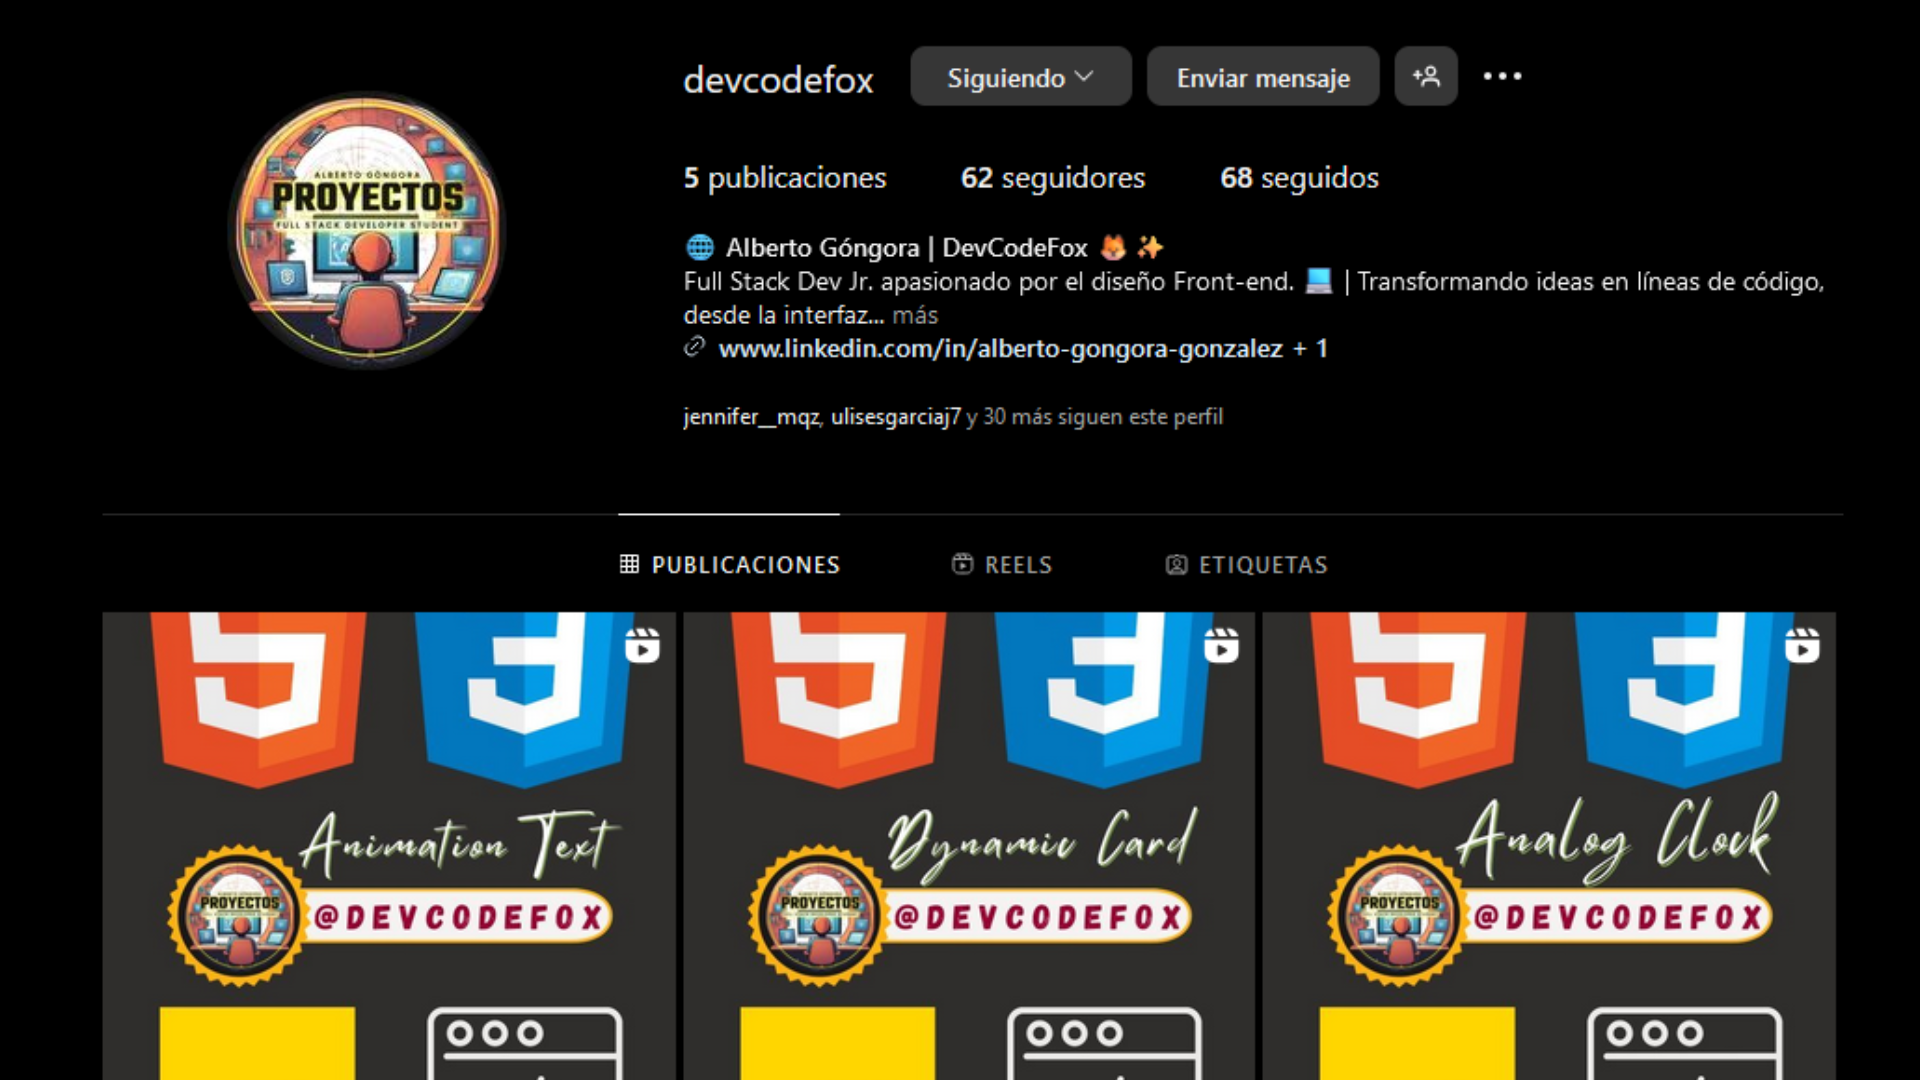 devcodefox
Siguiendo
Enviar mensaje
5 publicaciones
62 seguidores
68 seguidos
ALBERTO GÓNGORA
PROYECTOS
FULL STACK DEVELOPER STUDENT
Alberto Góngora | DevCodeFox
Full Stack Dev Jr. apasionado por el diseño Front-end. | Transformando ideas en líneas de código,
desde la interfaz... más
www.linkedin.com/in/alberto-gongora-gonzalez + 1
jennifer__mqz, ulisesgarciaj7 y 30 más siguen este perfil
PUBLICACIONES
REELS
ETIQUETAS
Animation Text
PROYECTOS
@DEVCODEFOX
Dynamic Card
PROYECTOS
@DEVCODEFOX
Analog Clock
PROYECTOS
@DEVCODEFOX